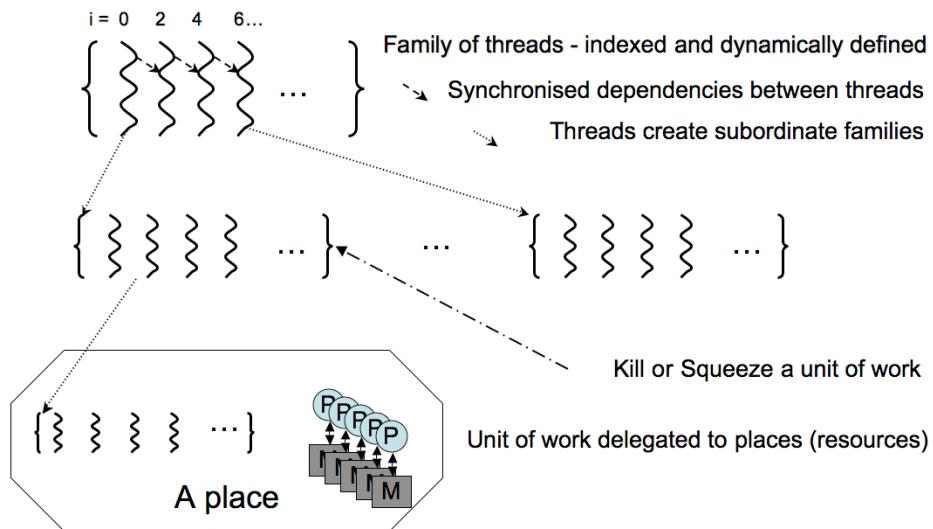 i = 0 2 4 6...
Family of threads - indexed and dynamically defined
Synchronised dependencies between threads
...
Threads create subordinate families
... ... ...
Kill or Squeeze a unit of work
P P P P P
...
Unit of work delegated to places (resources)
M M M M M
A place